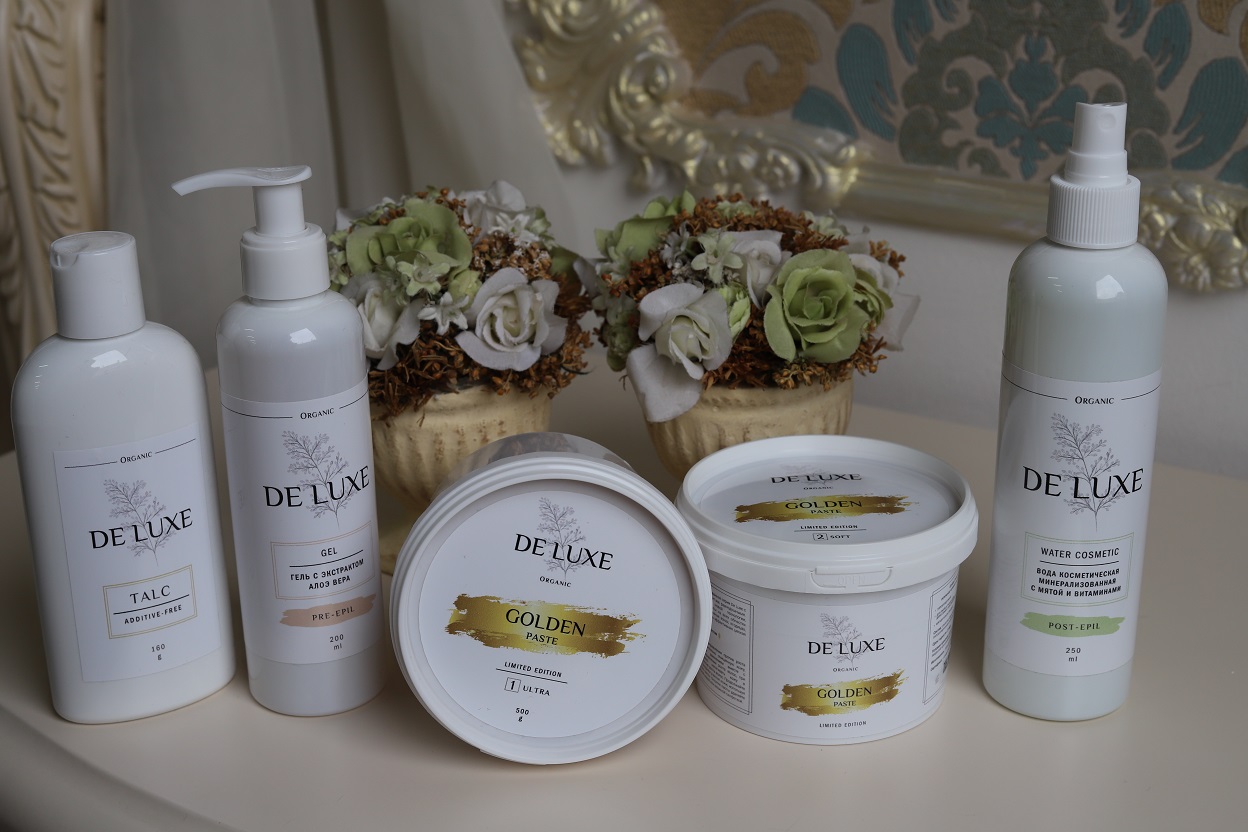 ORGANIC
DE LUXE
TALC
ADDITIVE-FREE
160
g
ORGANIC
DE LUXE
GEL
ГЕЛЬ С ЭКСТРАКТОМ
АЛОЭ ВЕРА
PRE-EPIL
200
ml
DE LUXE
ORGANIC
GOLDEN
PASTE
LIMITED EDITION
1 ULTRA
500
g
DE LUXE
ORGANIC
GOLDEN
PASTE
LIMITED EDITION
2 SOFT
DE LUXE
ORGANIC
GOLDEN
PASTE
LIMITED EDITION
ORGANIC
DE LUXE
WATER COSMETIC
ВОДА КОСМЕТИЧЕСКАЯ
МИНЕРАЛИЗОВАННАЯ
С МЯТОЙ И ВИТАМИНАМИ
POST-EPIL
250
ml